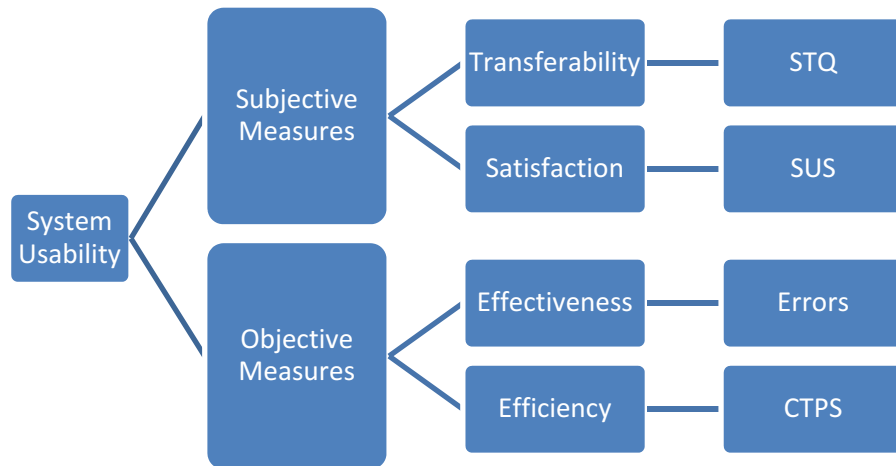 System
Usability
Subjective
Measures
Transferability
STQ
Satisfaction
SUS
Objective
Measures
Effectiveness
Errors
Efficiency
CTPS